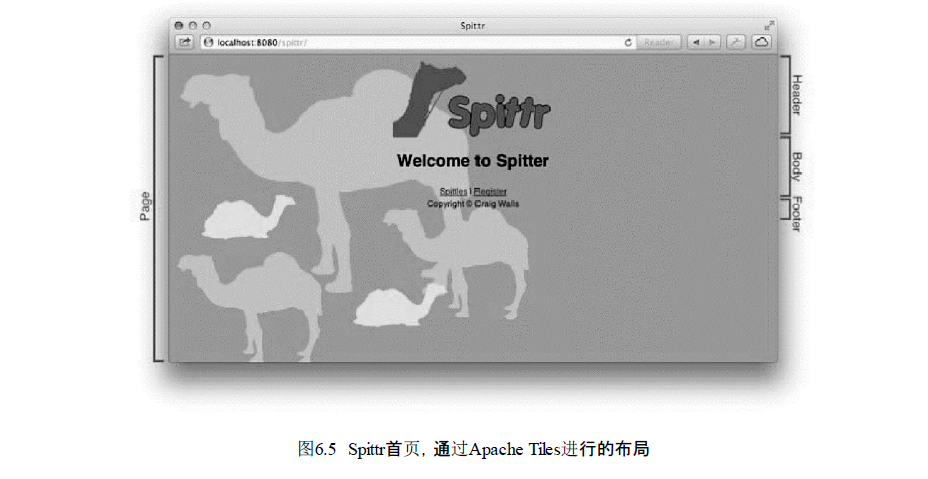 Spittr
localhost:8080/spittr/
Reader
Spittr
Welcome to Spitter
Spittles | Register
Copyright © Craig Walls
Page
Header
Body
Footer
图6.5 Spittr首页，通过Apache Tiles进行的布局